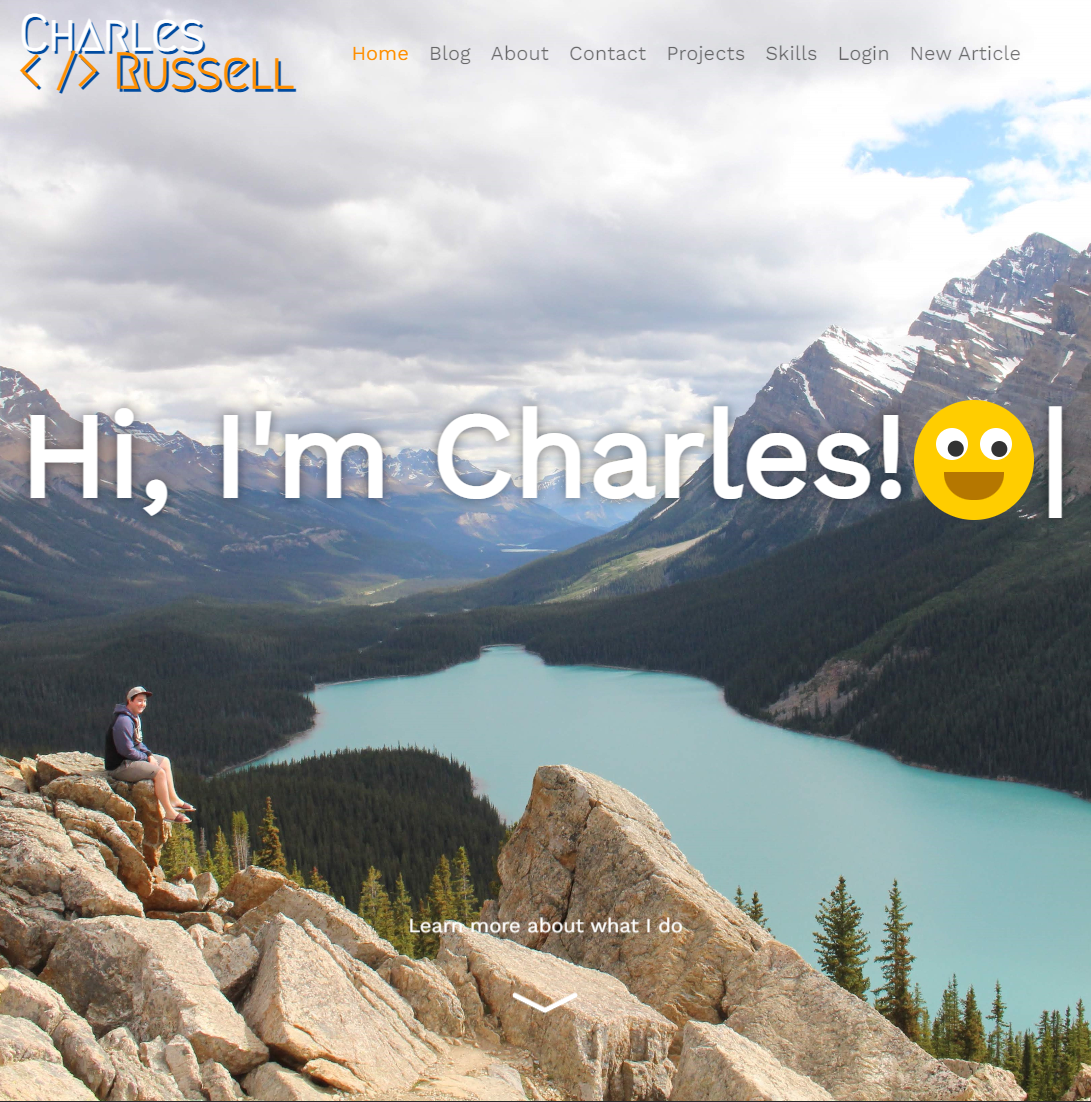 Charles
</> Russell
Home Blog About Contact Projects Skills Login New Article
Hi, I'm Charles!|
Learn more about what I do